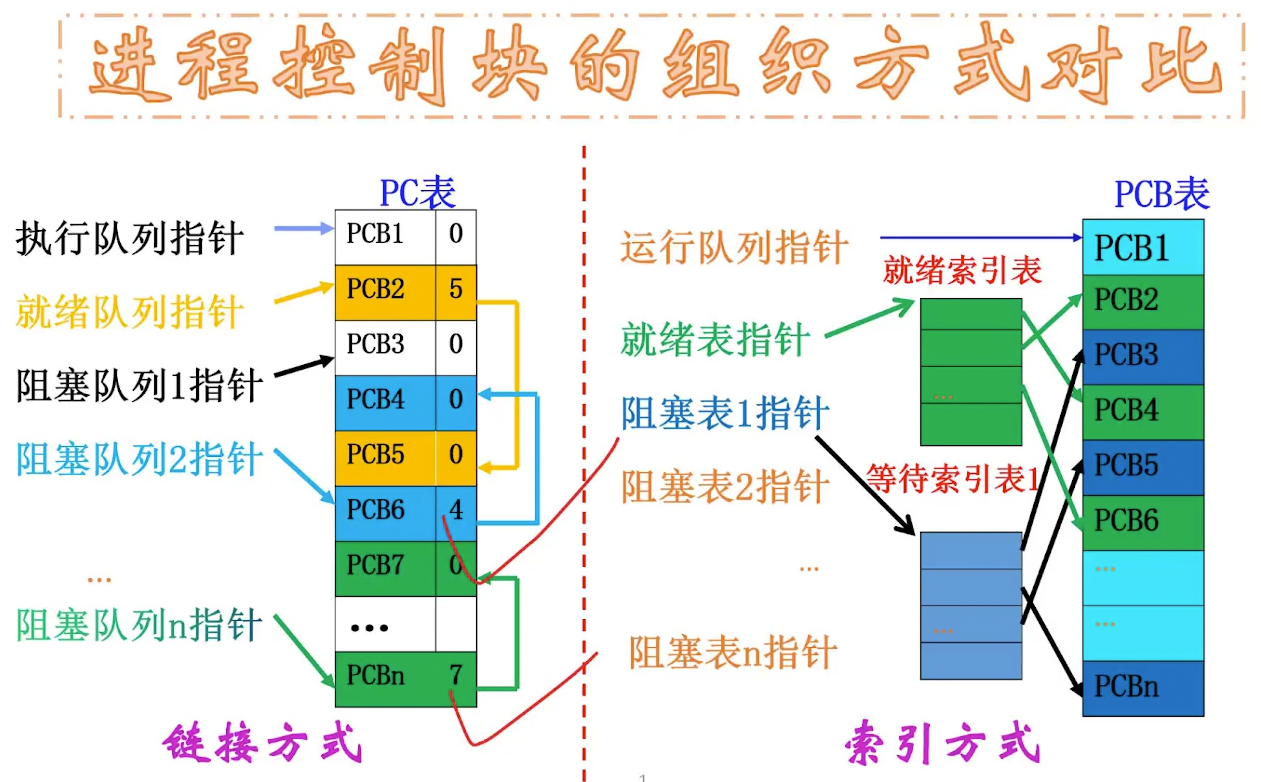 进程控制块的组织方式对比
PC表
执行队列指针
就绪队列指针
阻塞队列1指针
阻塞队列2指针
...
阻塞队列n指针
PCB1 0
PCB2 5
PCB3 0
PCB4 0
PCB5 0
PCB6 4
PCB7 0
...
PCBn 7
链接方式
PCB表
运行队列指针
就绪索引表
就绪表指针
阻塞表1指针
...
等待索引表1
阻塞表2指针
...
...
阻塞表n指针
PCB1
PCB2
PCB3
PCB4
PCB5
PCB6
...
...
PCBn
索引方式
1